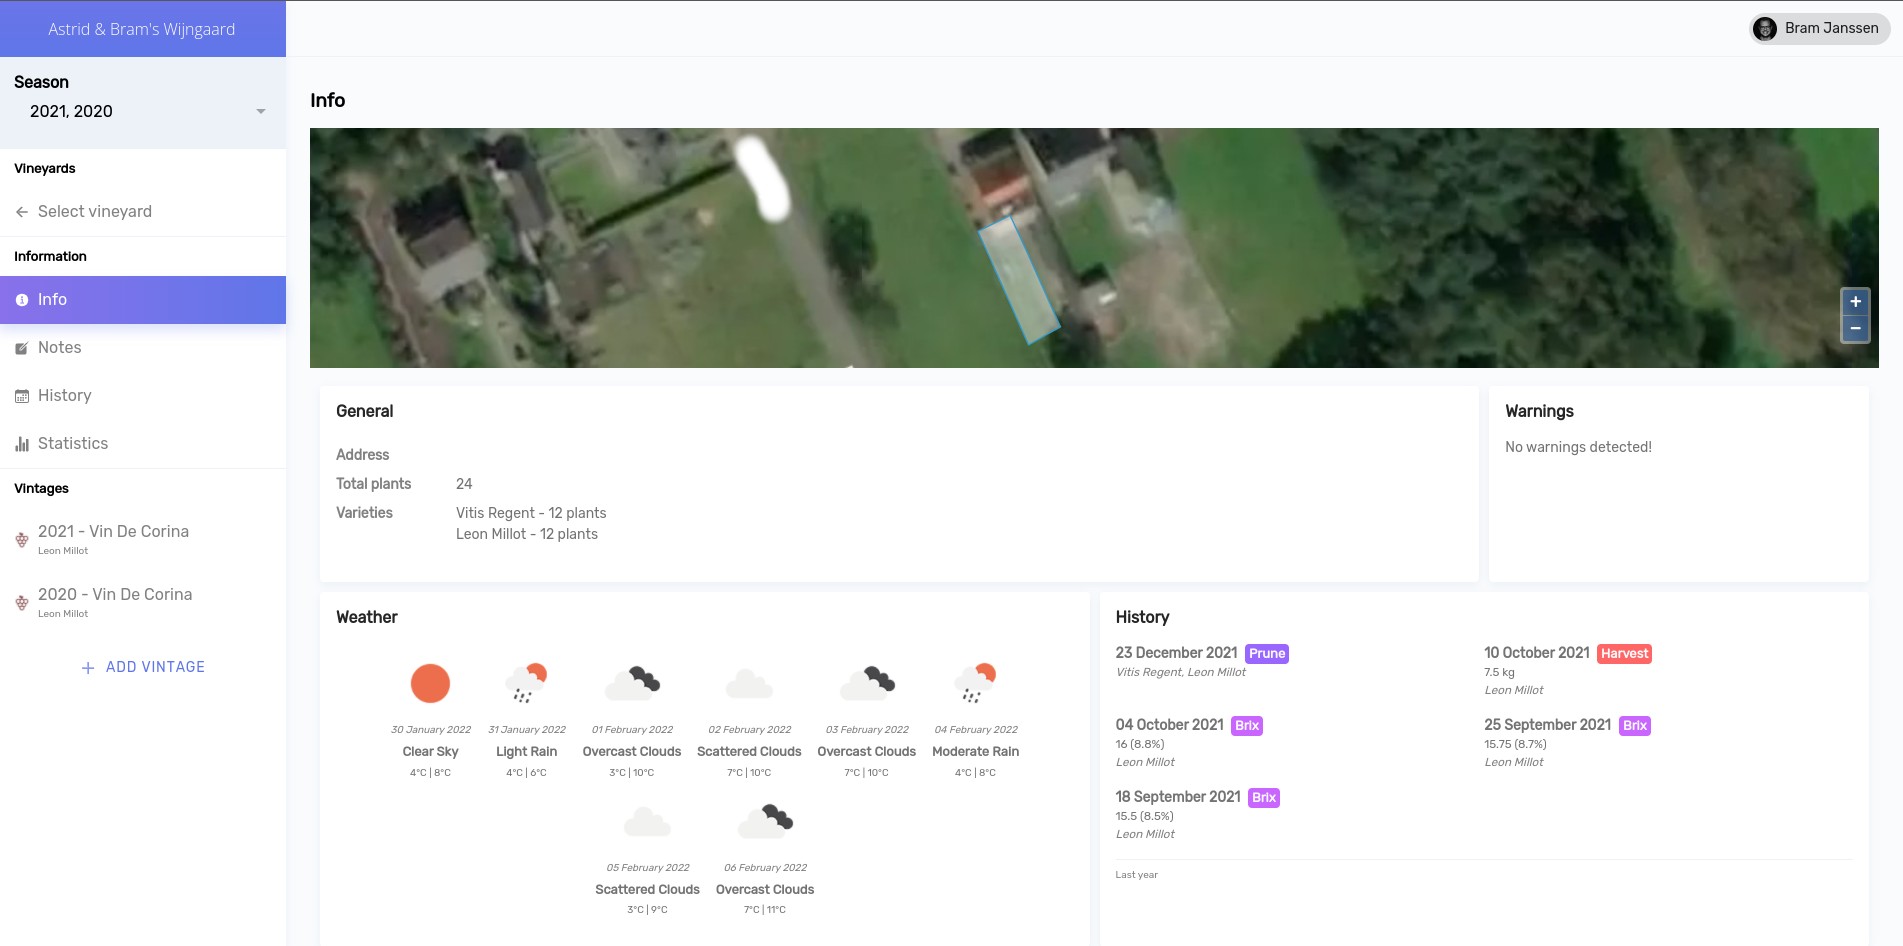 Astrid & Bram's Wijngaard
Bram Janssen
Season
2021, 2020
Vineyards
Select vineyard
Information
Info
Notes
History
Statistics
Vintages
2021 - Vin De Corina
Leon Millot
2020 - Vin De Corina
Leon Millot
+ ADD VINTAGE
Info
+
−
General
Address
Total plants 24
Varieties Vitis Regent - 12 plants
Leon Millot - 12 plants
Warnings
No warnings detected!
Weather
30 January 2022
Clear Sky
4°C | 8°C
31 January 2022
Light Rain
4°C | 6°C
01 February 2022
Overcast Clouds
3°C | 10°C
02 February 2022
Scattered Clouds
7°C | 10°C
03 February 2022
Overcast Clouds
7°C | 10°C
04 February 2022
Moderate Rain
4°C | 8°C
05 February 2022
Scattered Clouds
3°C | 9°C
06 February 2022
Overcast Clouds
7°C | 11°C
History
23 December 2021 Prune
Vitis Regent, Leon Millot
10 October 2021 Harvest
7.5 kg
Leon Millot
04 October 2021 Brix
16 (8.8%)
Leon Millot
25 September 2021 Brix
15.75 (8.7%)
Leon Millot
18 September 2021 Brix
15.5 (8.5%)
Leon Millot
Last year